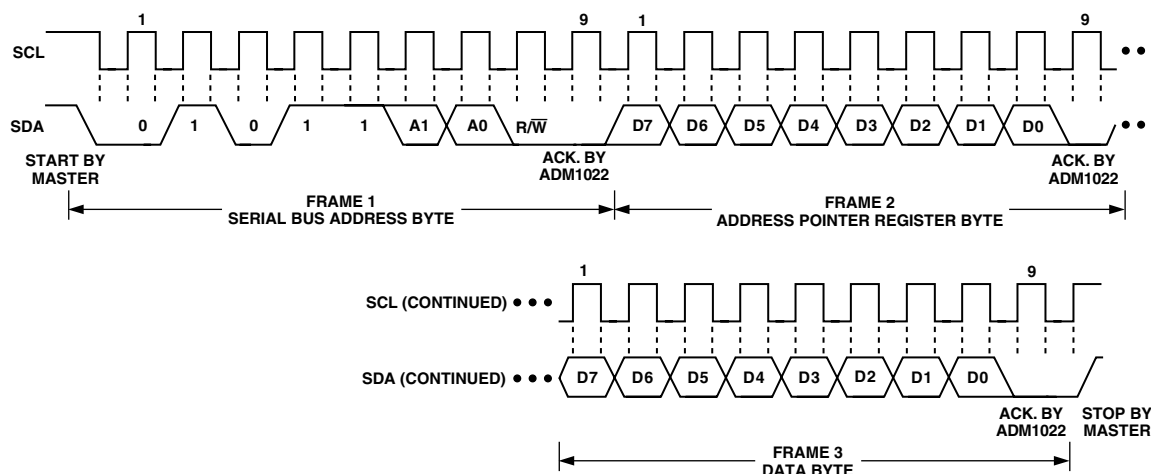 1 9 1 9
SCL
SDA 0 1 0 1 1 A1 A0 R/W̅ D7 D6 D5 D4 D3 D2 D1 D0
START BY MASTER
ACK. BY ADM1022
ACK. BY ADM1022
FRAME 1
SERIAL BUS ADDRESS BYTE
FRAME 2
ADDRESS POINTER REGISTER BYTE
1 9
SCL (CONTINUED)
SDA (CONTINUED) D7 D6 D5 D4 D3 D2 D1 D0
ACK. BY ADM1022
STOP BY MASTER
FRAME 3
DATA BYTE